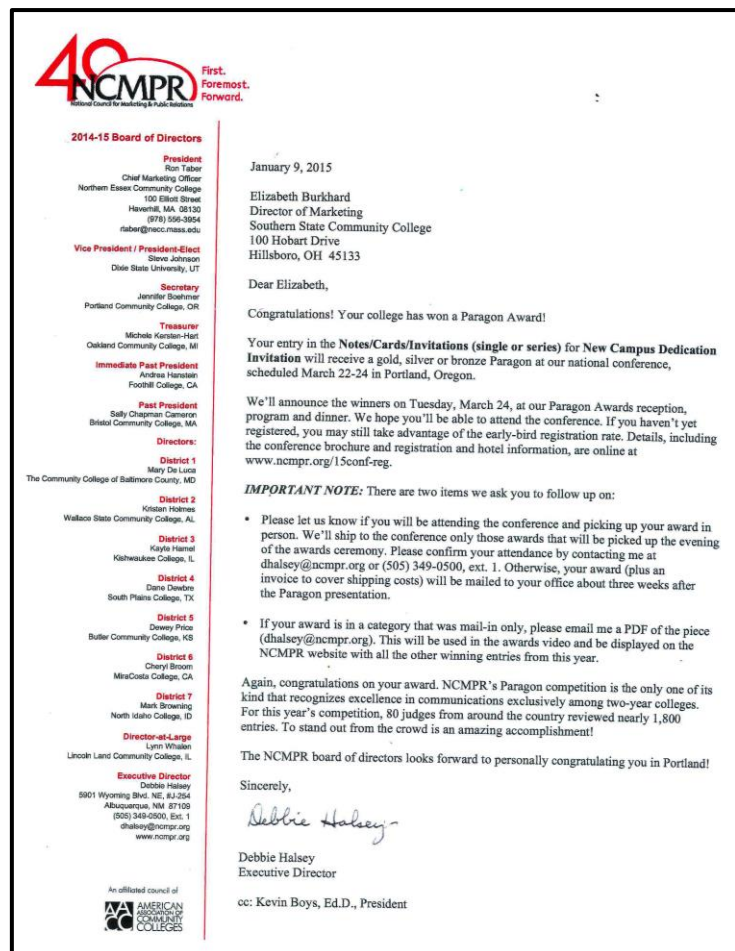 40
NCMPR
National Council for Marketing & Public Relations
First.
Foremost.
Forward.
2014-15 Board of Directors
President
Ron Taber
Chief Marketing Officer
Northern Essex Community College
100 Elliott Street
Haverhill, MA 08130
(978) 556-3954
rtaber@necc.mass.edu
Vice President / President-Elect
Steve Johnson
Dixie State University, UT
Secretary
Jennifer Boehmer
Portland Community College, OR
Treasurer
Michele Kersten-Hart
Oakland Community College, MI
Immediate Past President
Andrea Hanstein
Foothill College, CA
Past President
Sally Chapman Cameron
Bristol Community College, MA
Directors:
District 1
Mary De Luca
The Community College of Baltimore County, MD
District 2
Kristen Holmes
Wallace State Community College, AL
District 3
Kayte Hamel
Kishwaukee College, IL
District 4
Dane Dewbre
South Plains College, TX
District 5
Dewey Price
Butler Community College, KS
District 6
Cheryl Broom
MiraCosta College, CA
District 7
Mark Browning
North Idaho College, ID
Director-at-Large
Lynn Whalen
Lincoln Land Community College, IL
Executive Director
Debbie Halsey
5901 Wyoming Blvd. NE, #J-254
Albuquerque, NM 87109
(505) 349-0500, Ext. 1
dhalsey@ncmpr.org
www.ncmpr.org
An affiliated council of
AACC
AMERICAN
ASSOCIATION OF
COMMUNITY
COLLEGES
January 9, 2015
Elizabeth Burkhard
Director of Marketing
Southern State Community College
100 Hobart Drive
Hillsboro, OH 45133
Dear Elizabeth,
Congratulations! Your college has won a Paragon Award!
Your entry in the Notes/Cards/Invitations (single or series) for New Campus Dedication
Invitation will receive a gold, silver or bronze Paragon at our national conference,
scheduled March 22-24 in Portland, Oregon.
We'll announce the winners on Tuesday, March 24, at our Paragon Awards reception,
program and dinner. We hope you'll be able to attend the conference. If you haven't yet
registered, you may still take advantage of the early-bird registration rate. Details, including
the conference brochure and registration and hotel information, are online at
www.ncmpr.org/15conf-reg.
IMPORTANT NOTE: There are two items we ask you to follow up on:
• Please let us know if you will be attending the conference and picking up your award in
person. We'll ship to the conference only those awards that will be picked up the evening
of the awards ceremony. Please confirm your attendance by contacting me at
dhalsey@ncmpr.org or (505) 349-0500, ext. 1. Otherwise, your award (plus an
invoice to cover shipping costs) will be mailed to your office about three weeks after
the Paragon presentation.
• If your award is in a category that was mail-in only, please email me a PDF of the piece
(dhalsey@ncmpr.org). This will be used in the awards video and be displayed on the
NCMPR website with all the other winning entries from this year.
Again, congratulations on your award. NCMPR's Paragon competition is the only one of its
kind that recognizes excellence in communications exclusively among two-year colleges.
For this year's competition, 80 judges from around the country reviewed nearly 1,800
entries. To stand out from the crowd is an amazing accomplishment!
The NCMPR board of directors looks forward to personally congratulating you in Portland!
Sincerely,
Debbie Halsey
Debbie Halsey
Executive Director
cc: Kevin Boys, Ed.D., President